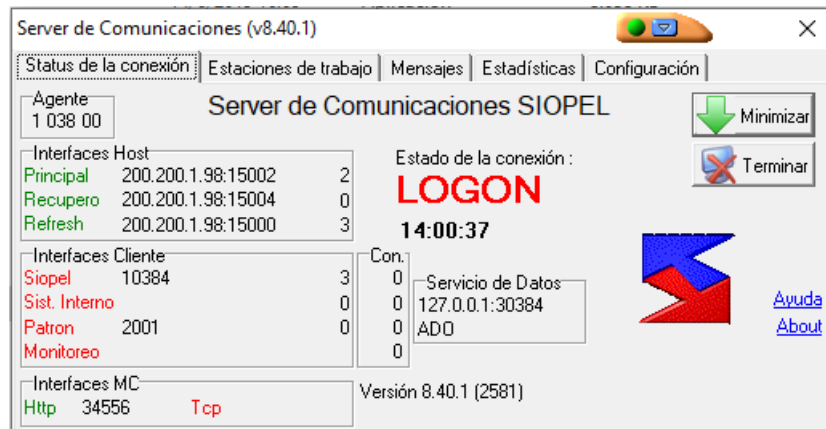 Server de Comunicaciones (v8.40.1)
Status de la conexión Estaciones de trabajo Mensajes Estadísticas Configuración
Agente
1 038 00
Server de Comunicaciones SIOPEL
Minimizar
Terminar
Interfaces Host
Principal 200.200.1.98:15002 2
Recupero 200.200.1.98:15004 0
Refresh 200.200.1.98:15000 3
Estado de la conexión :
LOGON
14:00:37
Interfaces Cliente
Siopel 10384 3
Sist. Interno 0
Patron 2001 0
Monitoreo
Con.
0
0
0
0
Servicio de Datos
127.0.0.1:30384
ADO
Ayuda
About
Interfaces MC
Http 34556 Tcp
Versión 8.40.1 (2581)